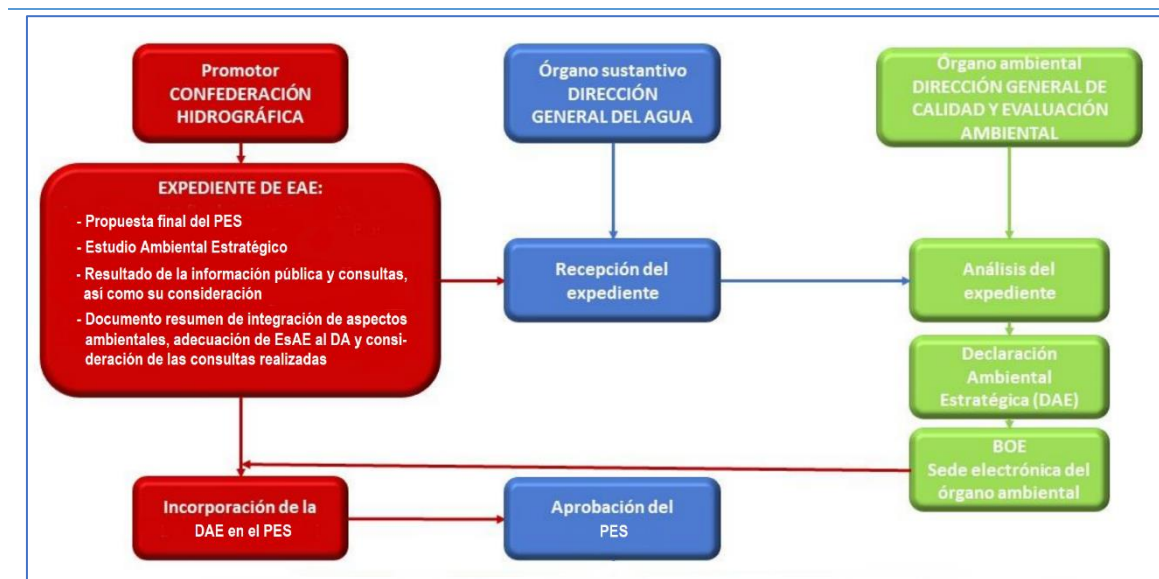 Promotor
CONFEDERACIÓN
HIDROGRÁFICA
Órgano sustantivo
DIRECCIÓN
GENERAL DEL AGUA
Órgano ambiental
DIRECCIÓN GENERAL DE
CALIDAD Y EVALUACIÓN
AMBIENTAL
EXPEDIENTE DE EAE:
- Propuesta final del PES
- Estudio Ambiental Estratégico
- Resultado de la información pública y consultas,
así como su consideración
- Documento resumen de integración de aspectos
ambientales, adecuación de EsAE al DA y consi-
deración de las consultas realizadas
Recepción del
expediente
Análisis del
expediente
Declaración
Ambiental
Estratégica (DAE)
BOE
Sede electrónica del
órgano ambiental
Incorporación de la
DAE en el PES
Aprobación del
PES